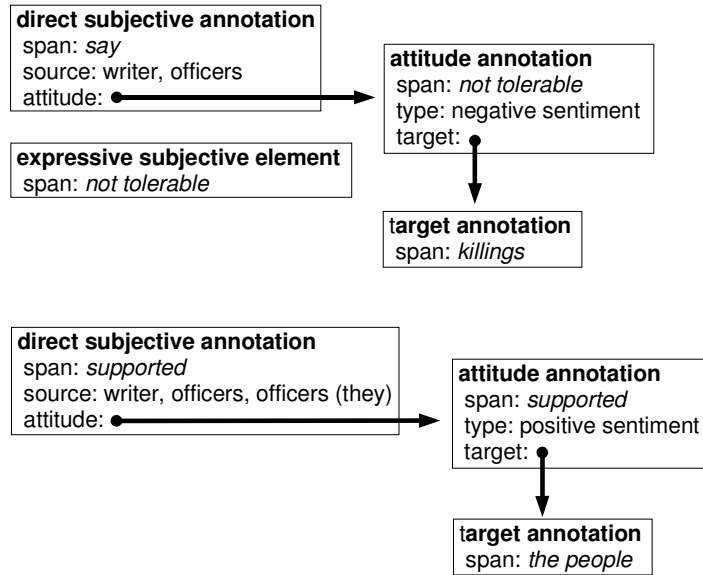 direct subjective annotation
span: say
source: writer, officers
attitude:
attitude annotation
span: not tolerable
type: negative sentiment
target:
expressive subjective element
span: not tolerable
target annotation
span: killings
direct subjective annotation
span: supported
source: writer, officers, officers (they)
attitude:
attitude annotation
span: supported
type: positive sentiment
target:
target annotation
span: the people